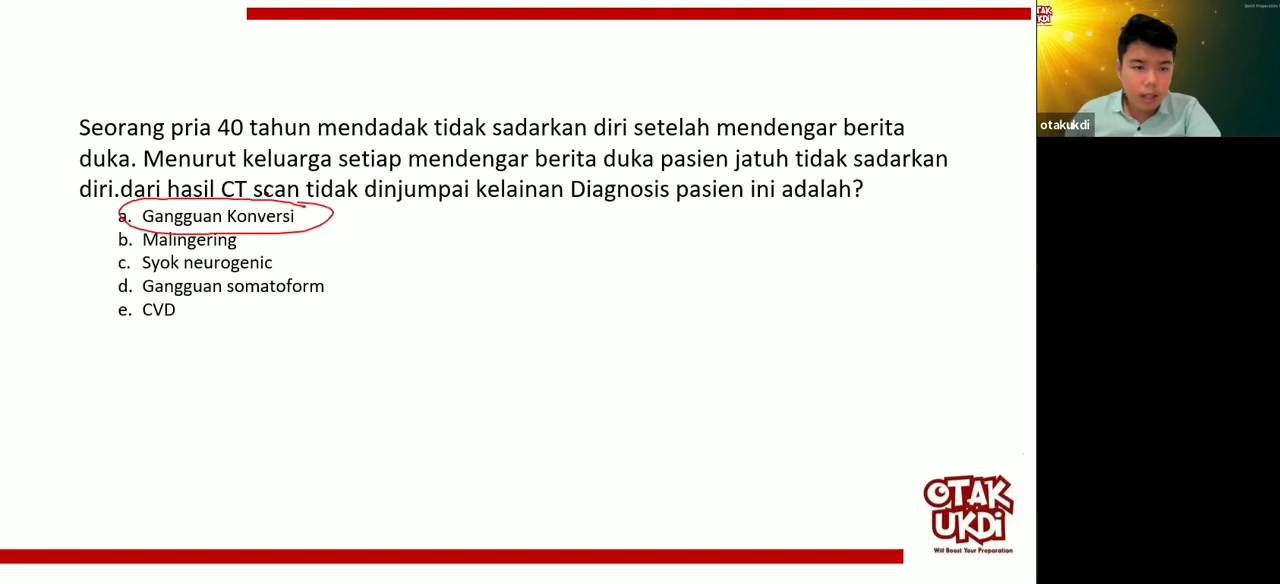 Seorang pria 40 tahun mendadak tidak sadarkan diri setelah mendengar berita
duka. Menurut keluarga setiap mendengar berita duka pasien jatuh tidak sadarkan
diri.dari hasil CT scan tidak dinjumpai kelainan Diagnosis pasien ini adalah?
a. Gangguan Konversi
b. Malingering
c. Syok neurogenic
d. Gangguan somatoform
e. CVD
otakukdi
OTAK
UKDi
Will Boost Your Preparation